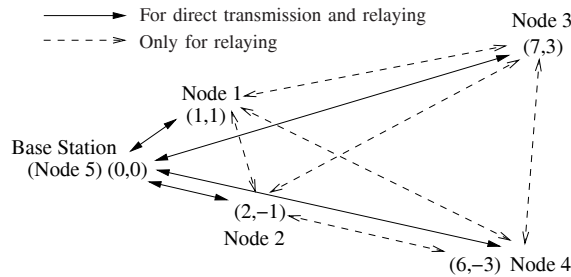 For direct transmission and relaying
Only for relaying
Node 3
(7,3)
Node 1
(1,1)
Base Station
(Node 5) (0,0)
(2,−1)
Node 2
(6,−3) Node 4